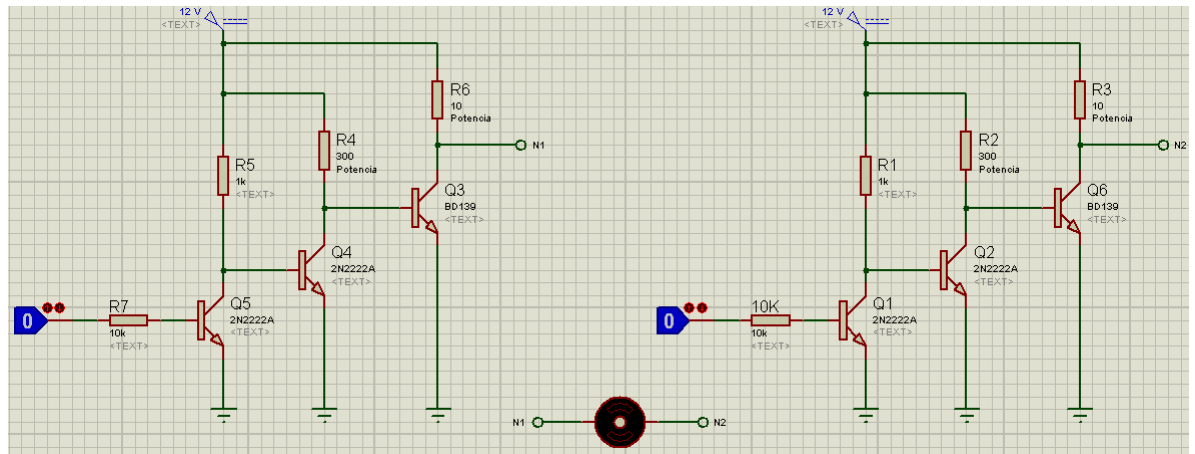 12 V
<TEXT>
R6
10
Potencia
N1
R4
300
Potencia
R5
1k
<TEXT>
Q3
BD139
<TEXT>
Q4
2N2222A
<TEXT>
0
R7
10k
<TEXT>
Q5
2N2222A
<TEXT>
12 V
<TEXT>
R3
10
Potencia
N2
R2
300
Potencia
R1
1k
<TEXT>
Q6
BD139
<TEXT>
Q2
2N2222A
<TEXT>
0
10K
10k
<TEXT>
Q1
2N2222A
<TEXT>
N1
N2